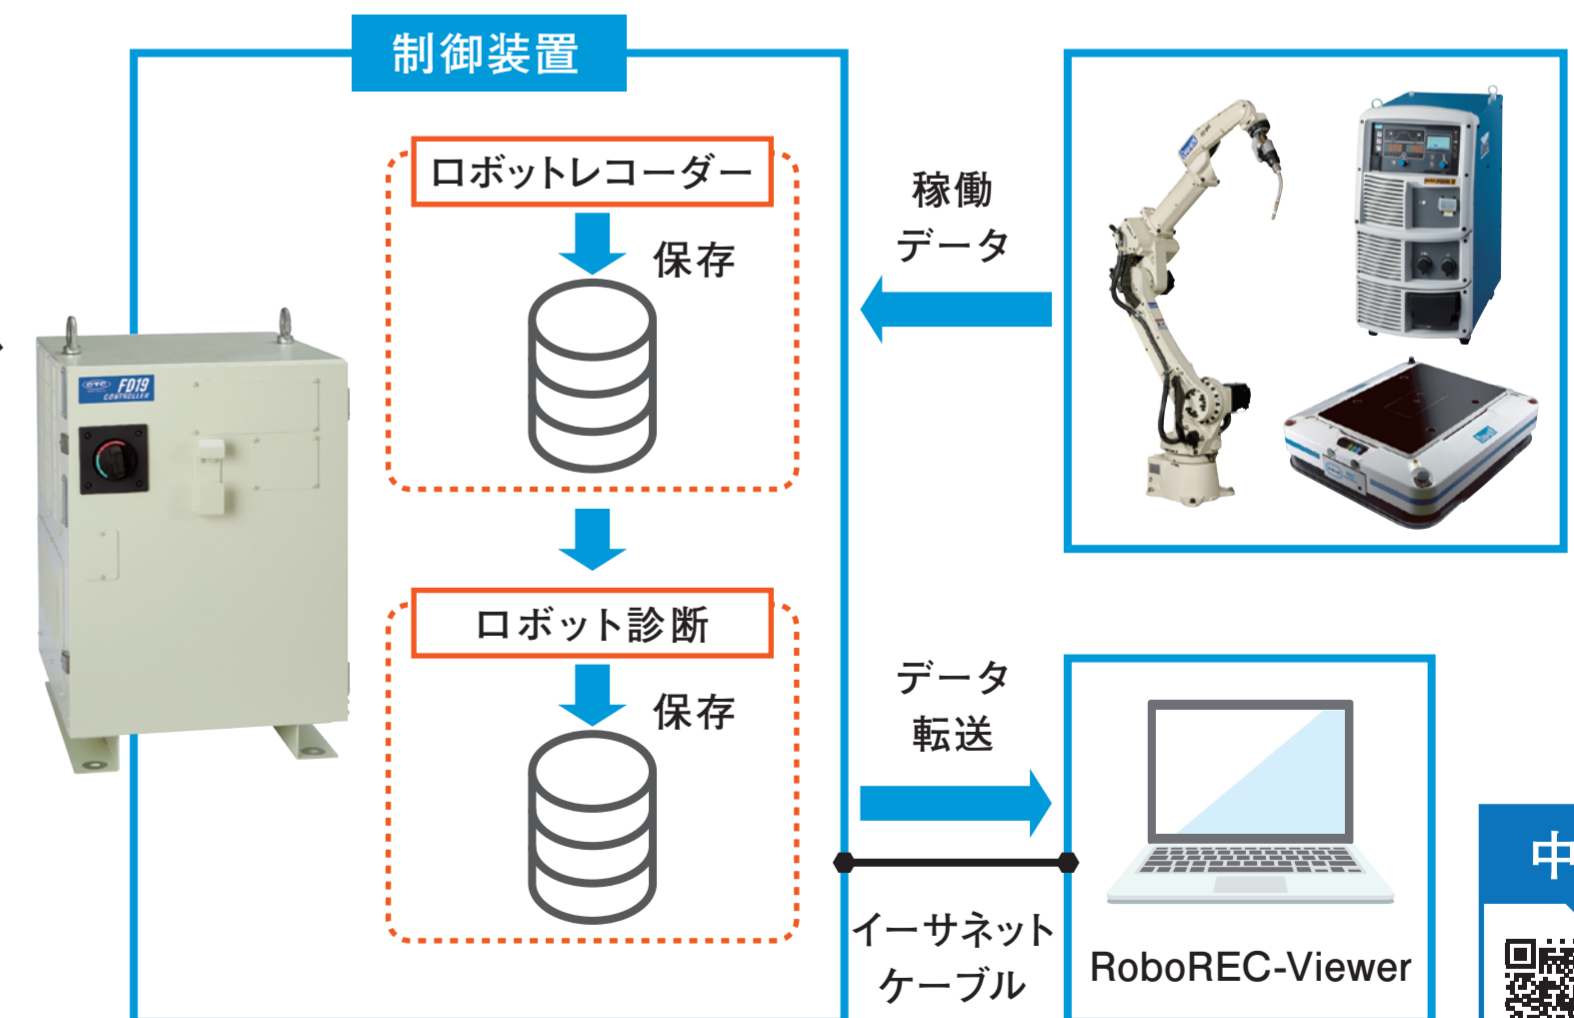 制御装置
ロボットレコーダー
保存
稼働
データ
OTC
FD19
CONTROLLER
ロボット診断
保存
データ
転送
イーサネット
ケーブル
RoboREC-Viewer
中